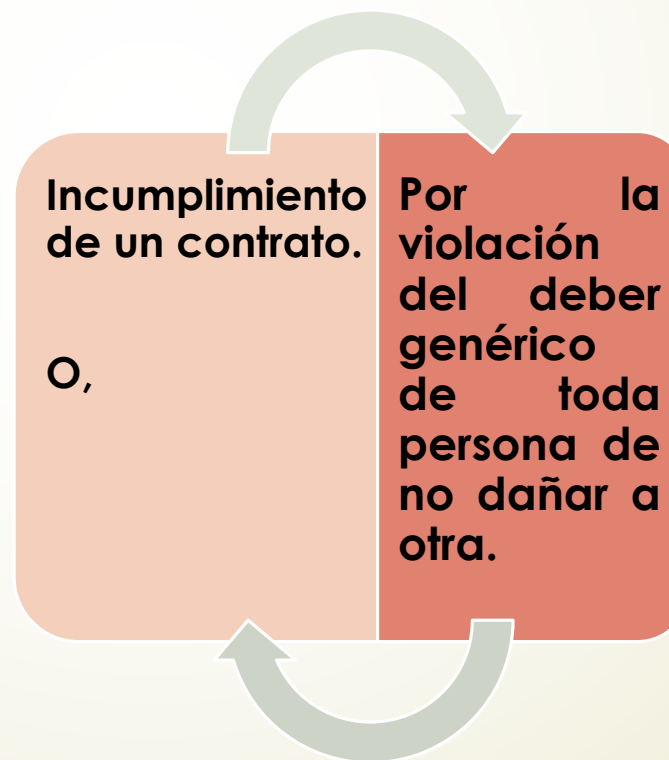 Incumplimiento
de un contrato.
O,
Por la
violación
del deber
genérico
de toda
persona de
no dañar a
otra.